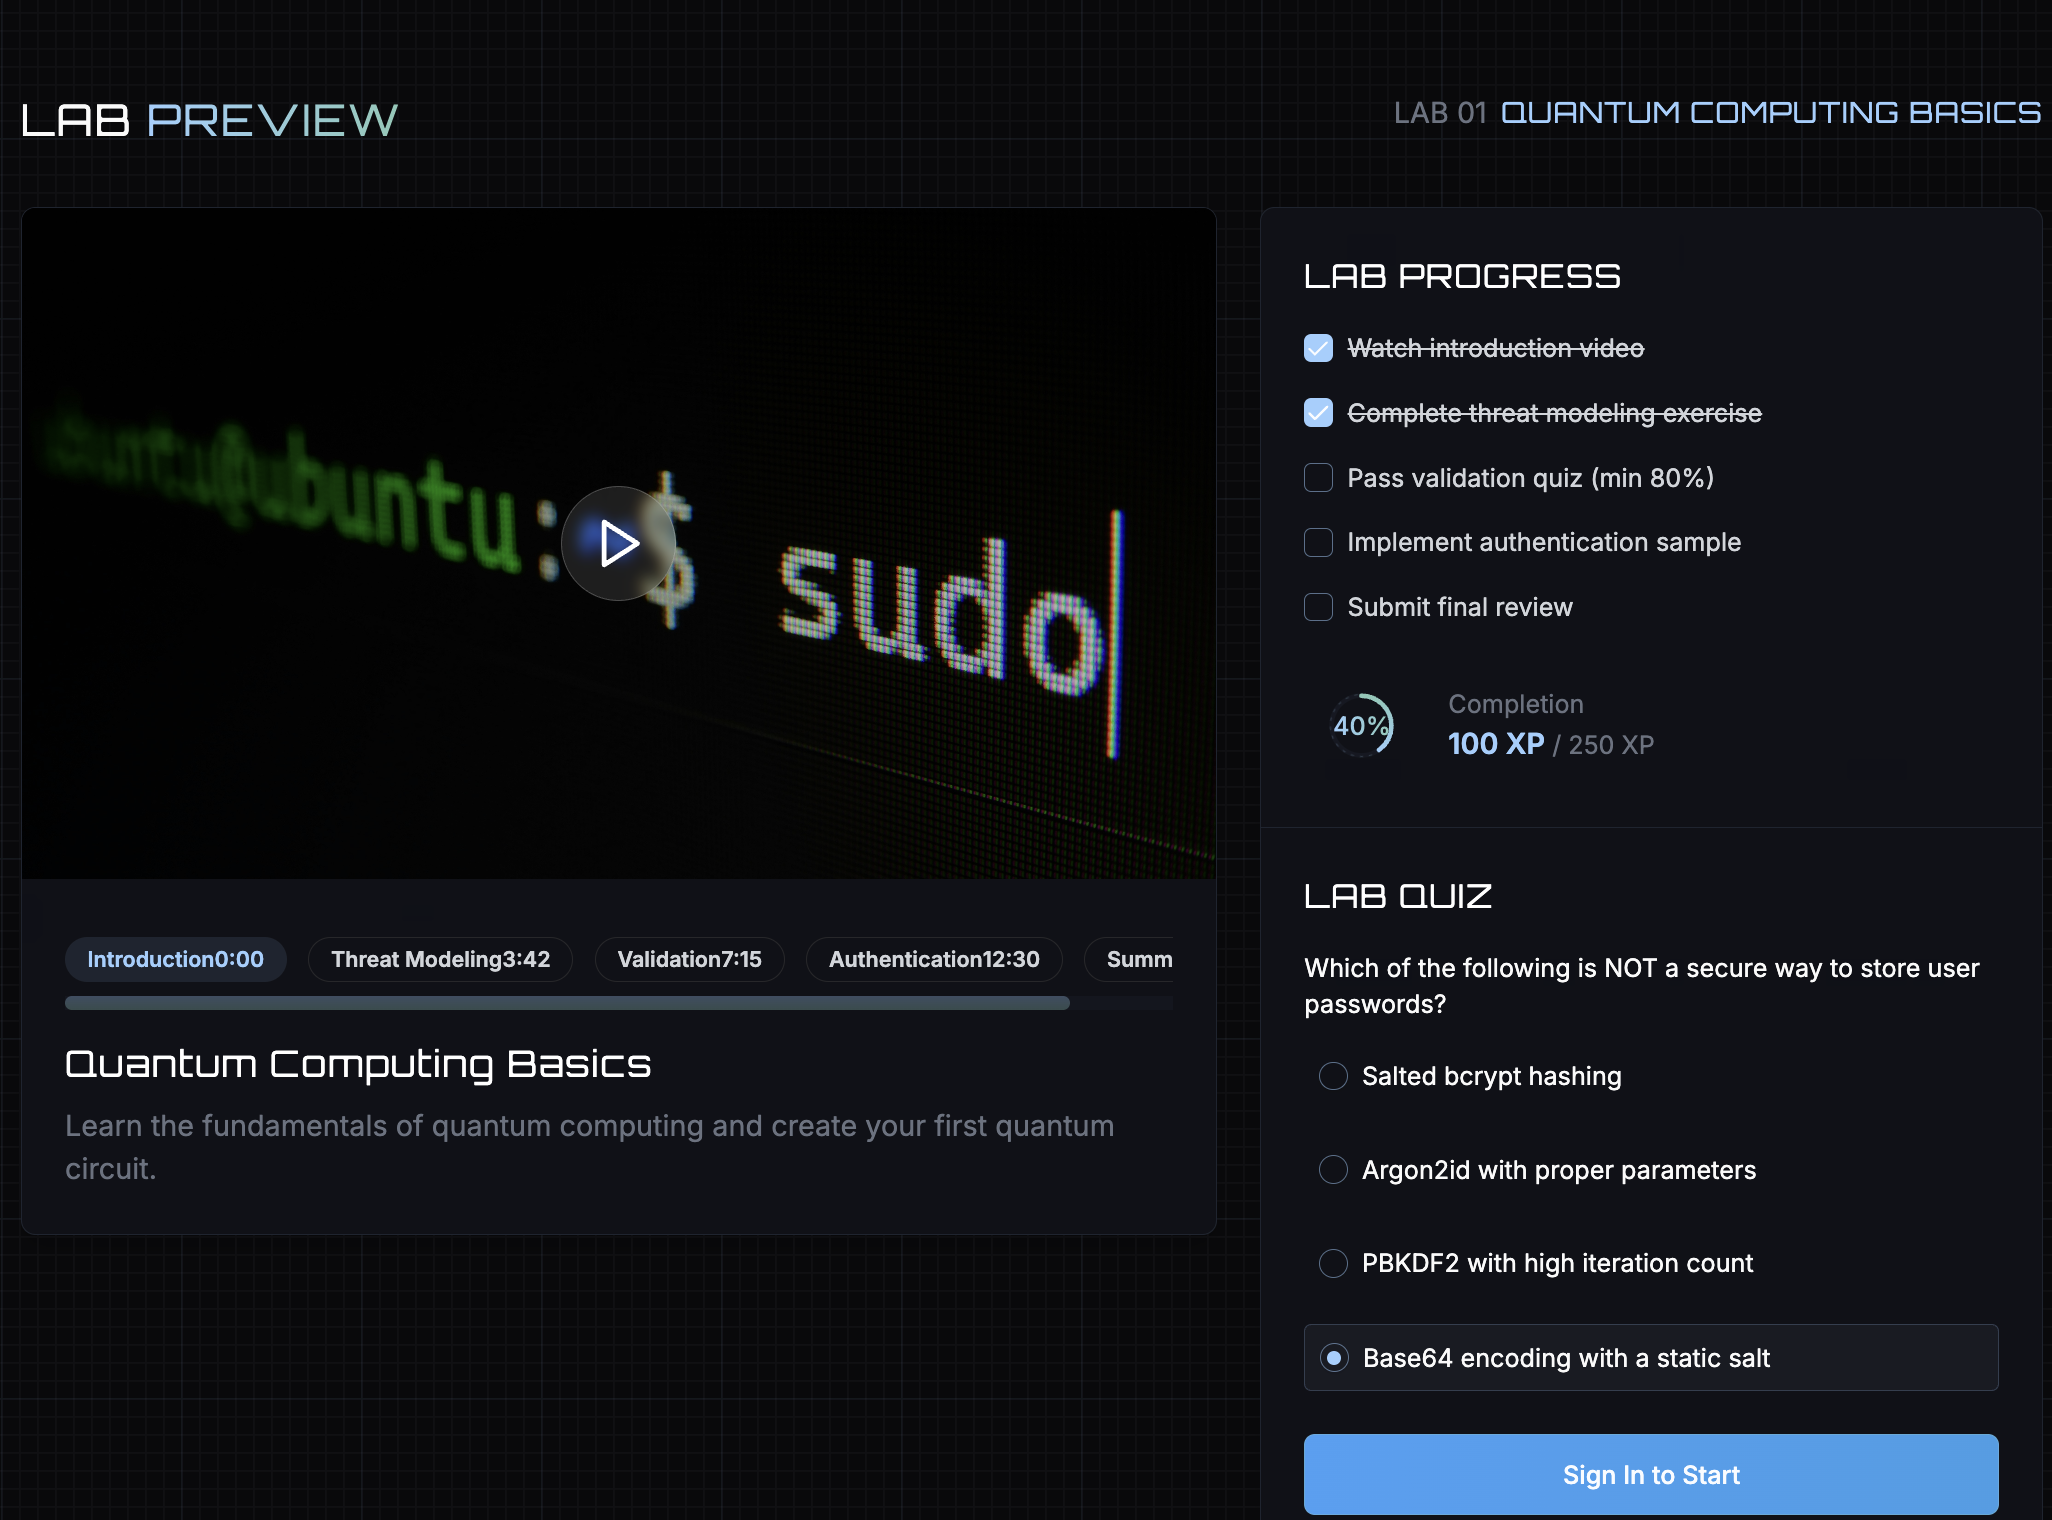 LAB PREVIEW
LAB 01 QUANTUM COMPUTING BASICS
ubuntu@ubuntu:$ sudo
Introduction0:00
Threat Modeling3:42
Validation7:15
Authentication12:30
Summ
Quantum Computing Basics
Learn the fundamentals of quantum computing and create your first quantum
circuit.
LAB PROGRESS
Watch introduction video
Complete threat modeling exercise
Pass validation quiz (min 80%)
Implement authentication sample
Submit final review
40%
Completion
100 XP / 250 XP
LAB QUIZ
Which of the following is NOT a secure way to store user
passwords?
Salted bcrypt hashing
Argon2id with proper parameters
PBKDF2 with high iteration count
Base64 encoding with a static salt
Sign In to Start